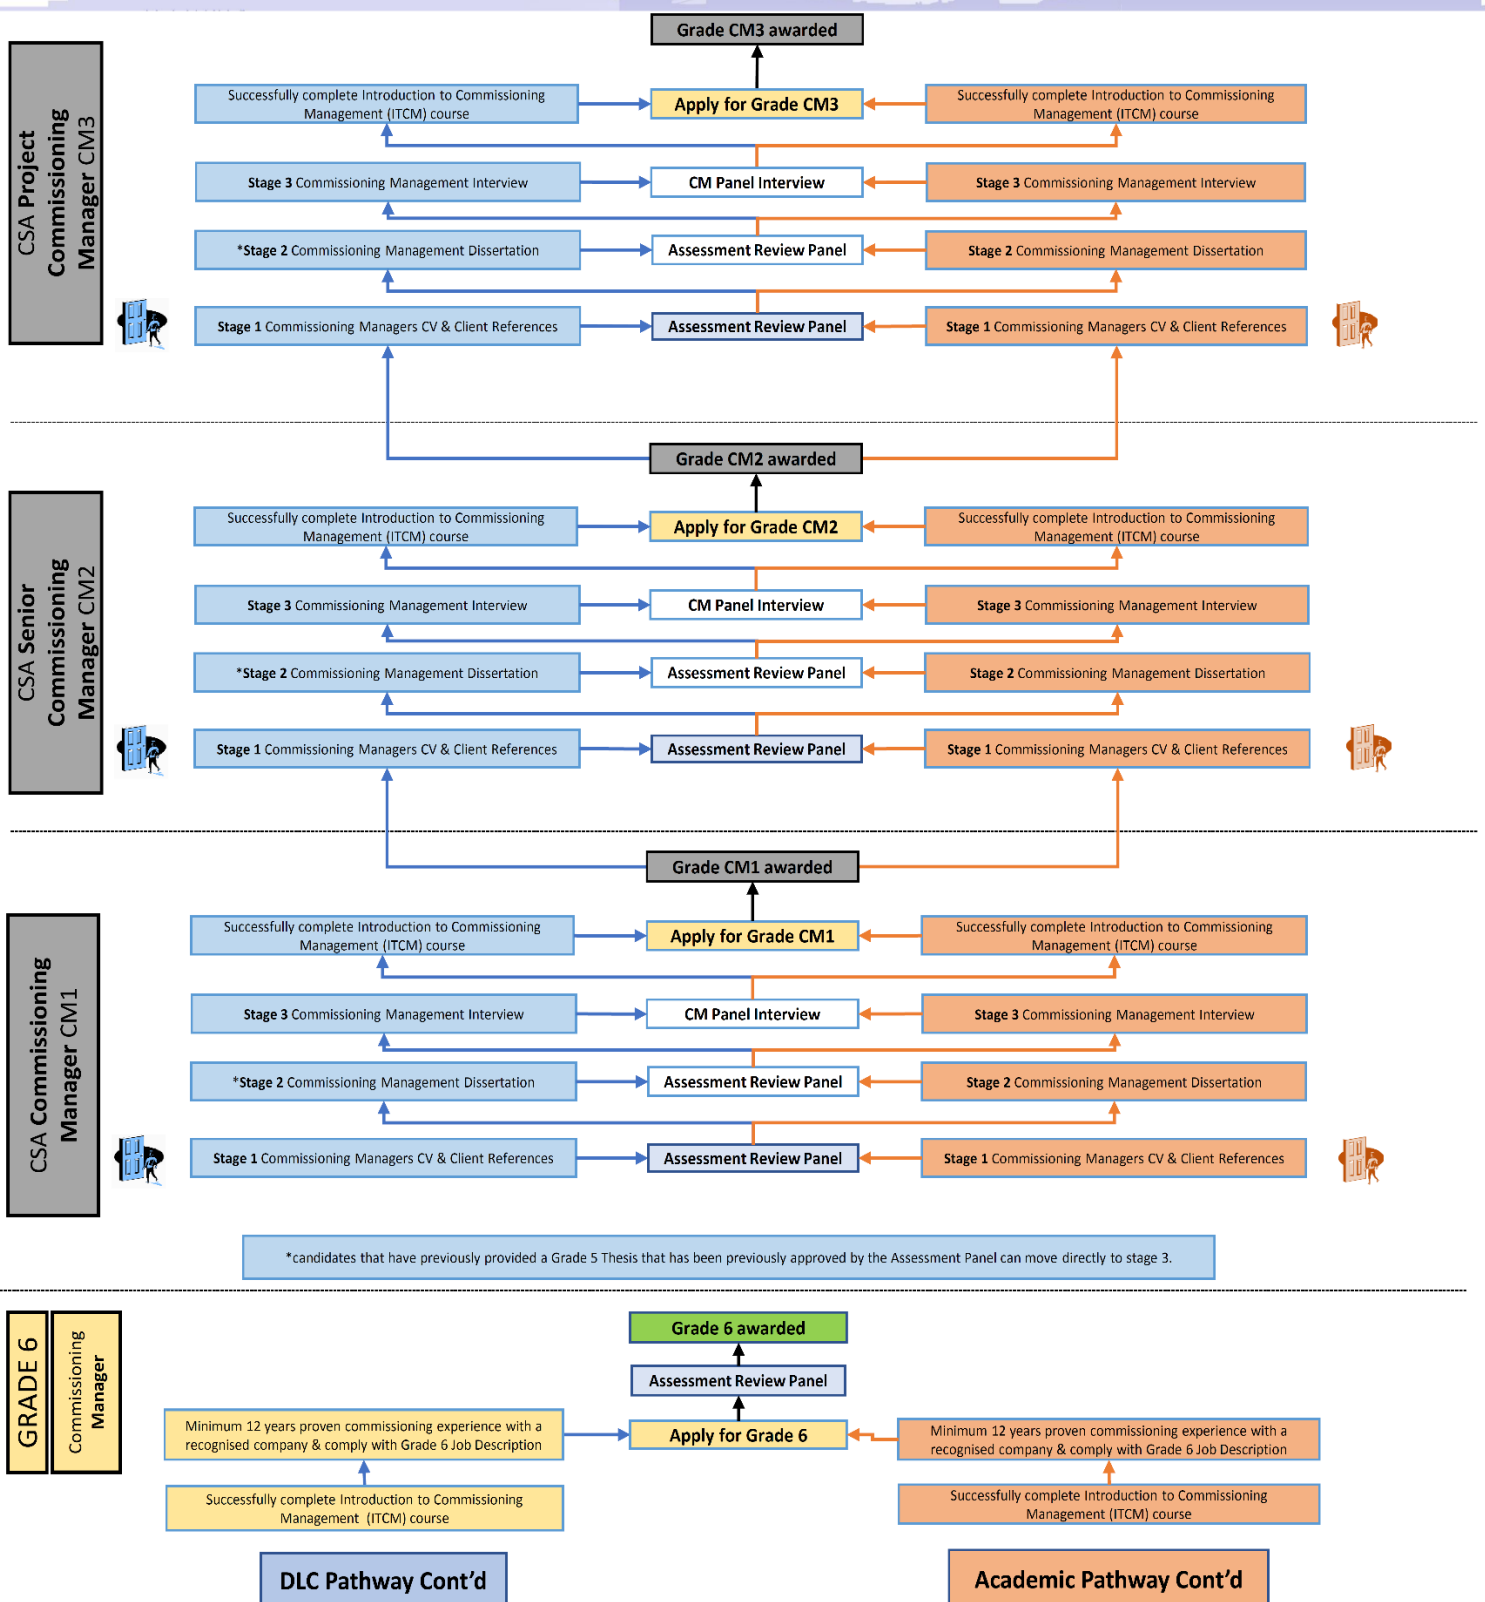 Grade CM3 awarded
CSA Project
Commissioning
Manager CM3
Successfully complete Introduction to Commissioning
Management (ITCM) course
Apply for Grade CM3
Successfully complete Introduction to Commissioning
Management (ITCM) course
Stage 3 Commissioning Management Interview
CM Panel Interview
Stage 3 Commissioning Management Interview
*Stage 2 Commissioning Management Dissertation
Assessment Review Panel
Stage 2 Commissioning Management Dissertation
Stage 1 Commissioning Managers CV & Client References
Assessment Review Panel
Stage 1 Commissioning Managers CV & Client References
Grade CM2 awarded
CSA Senior
Commissioning
Manager CM2
Successfully complete Introduction to Commissioning
Management (ITCM) course
Apply for Grade CM2
Successfully complete Introduction to Commissioning
Management (ITCM) course
Stage 3 Commissioning Management Interview
CM Panel Interview
Stage 3 Commissioning Management Interview
*Stage 2 Commissioning Management Dissertation
Assessment Review Panel
Stage 2 Commissioning Management Dissertation
Stage 1 Commissioning Managers CV & Client References
Assessment Review Panel
Stage 1 Commissioning Managers CV & Client References
Grade CM1 awarded
CSA Commissioning
Manager CM1
Successfully complete Introduction to Commissioning
Management (ITCM) course
Apply for Grade CM1
Successfully complete Introduction to Commissioning
Management (ITCM) course
Stage 3 Commissioning Management Interview
CM Panel Interview
Stage 3 Commissioning Management Interview
*Stage 2 Commissioning Management Dissertation
Assessment Review Panel
Stage 2 Commissioning Management Dissertation
Stage 1 Commissioning Managers CV & Client References
Assessment Review Panel
Stage 1 Commissioning Managers CV & Client References
*candidates that have previously provided a Grade 5 Thesis that has been previously approved by the Assessment Panel can move directly to stage 3.
GRADE 6
Commissioning
Manager
Grade 6 awarded
Assessment Review Panel
Minimum 12 years proven commissioning experience with a
recognised company & comply with Grade 6 Job Description
Apply for Grade 6
Minimum 12 years proven commissioning experience with a
recognised company & comply with Grade 6 Job Description
Successfully complete Introduction to Commissioning
Management (ITCM) course
Successfully complete Introduction to Commissioning
Management (ITCM) course
DLC Pathway Cont’d
Academic Pathway Cont’d